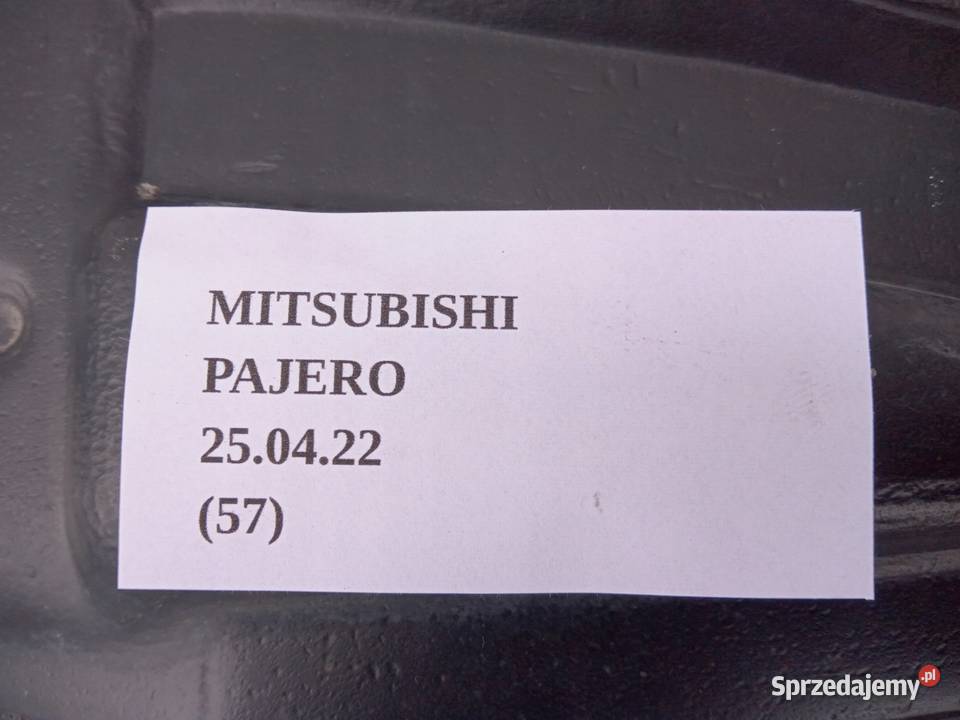 MITSUBISHI
PAJERO
25.04.22
(57)
Sprzedajemy.pl